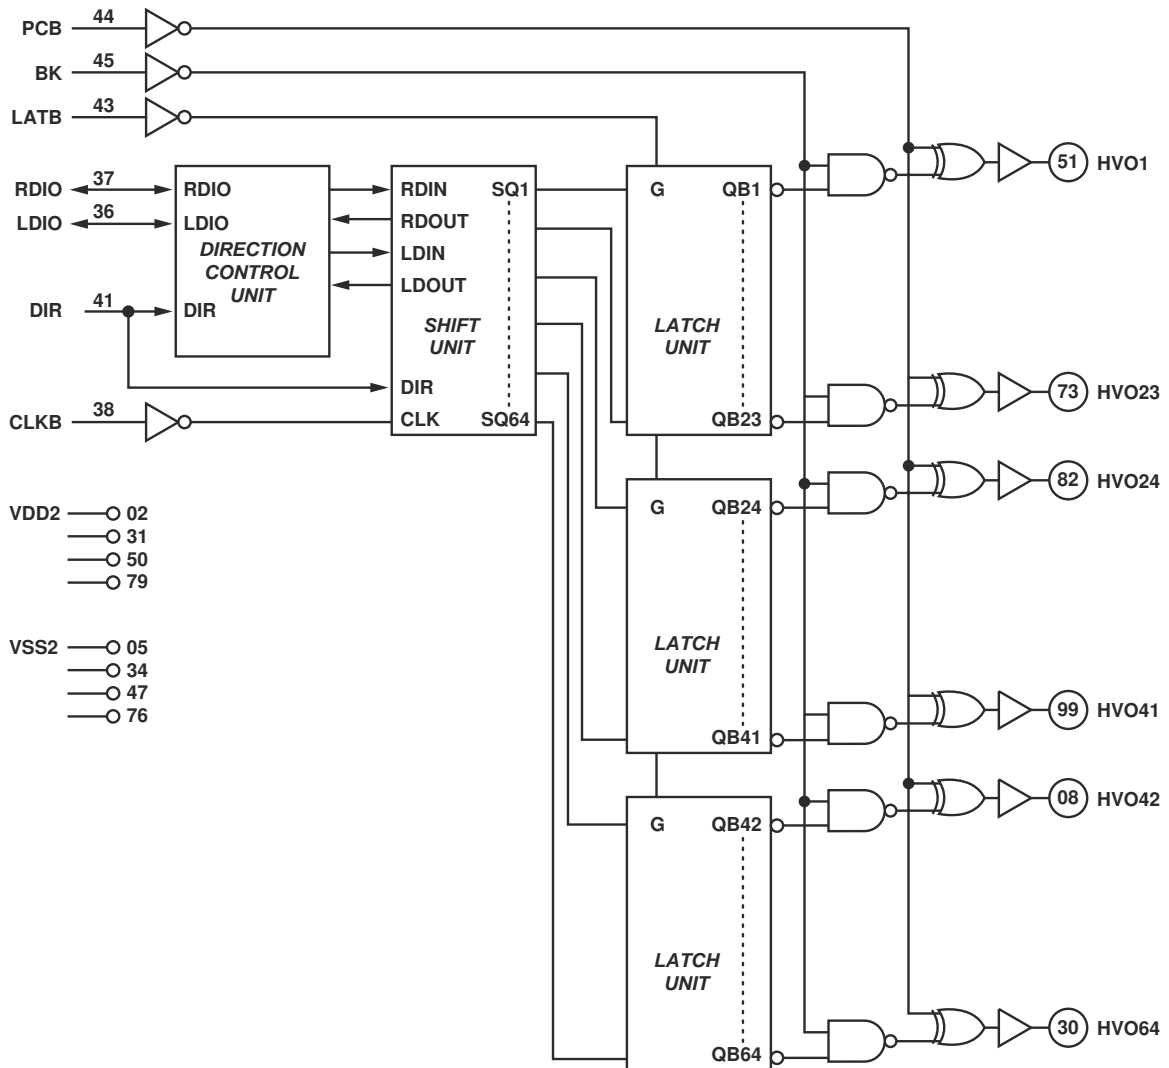 PCB 44
BK 45
LATB 43
RDIO 37 RDIO RDIN SQ1 G QB1 51 HVO1
LDIO 36 LDIO RDOUT
DIRECTION
CONTROL
UNIT
LDIN
LDOUT
DIR 41 DIR
SHIFT
UNIT
LATCH
UNIT
DIR
CLKB 38 CLK SQ64 QB23 73 HVO23
G QB24 82 HVO24
VDD2 02
31
50
79
VSS2 05
34
47
76
LATCH
UNIT
QB41 99 HVO41
G QB42 08 HVO42
LATCH
UNIT
QB64 30 HVO64